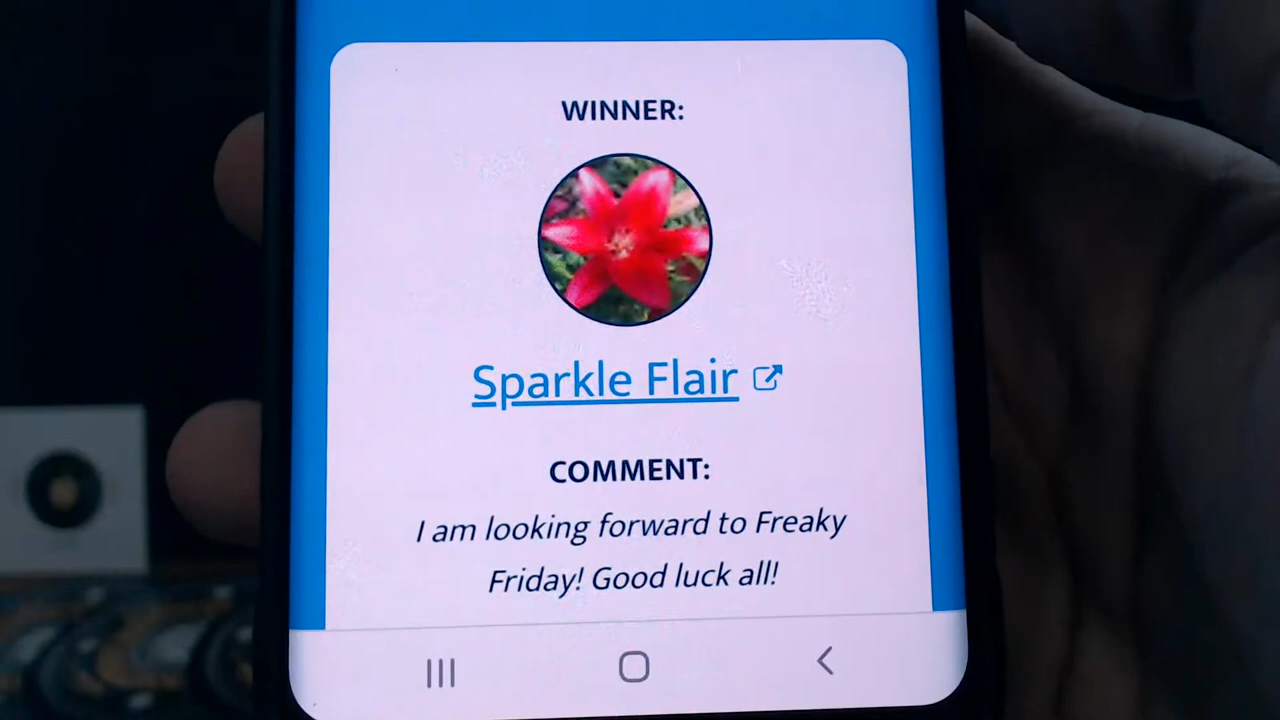 WINNER:
Sparkle Flair
COMMENT:
I am looking forward to Freaky
Friday! Good luck all!